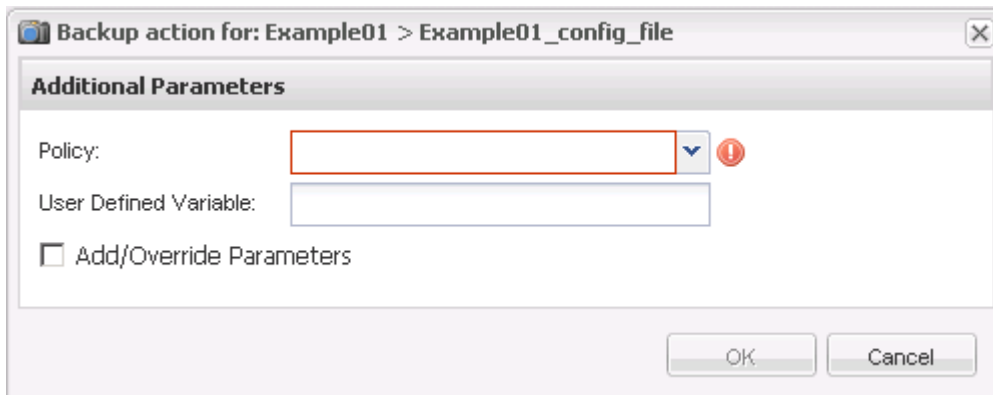 Backup action for: Example01 > Example01_config_file
Additional Parameters
Policy:
User Defined Variable:
Add/Override Parameters
OK Cancel